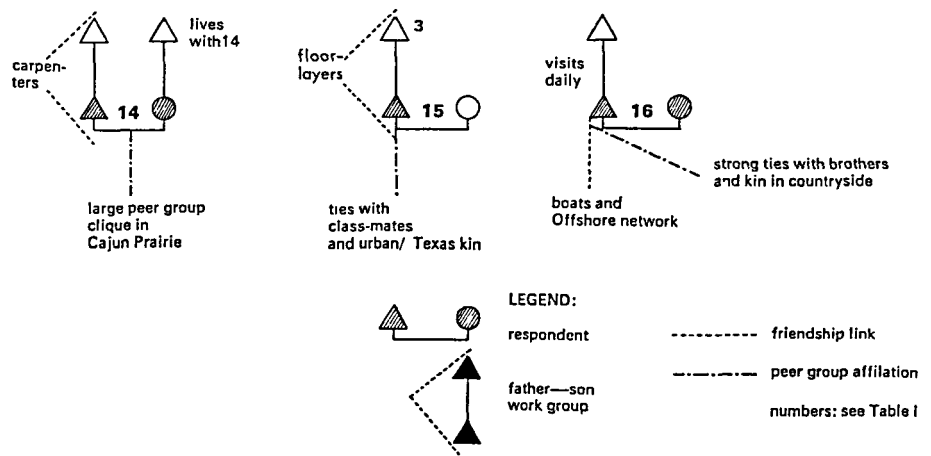 lives
with14
carpen-
ters
14
large peer group
clique in
Cajun Prairie
3
floor-
layers
15
ties with
class-mates
and urban/ Texas kin
visits
daily
16
strong ties with brothers
and kin in countryside
boats and
Offshore network
LEGEND:
respondent
father—son
work group
friendship link
peer group affilation
numbers: see Table I